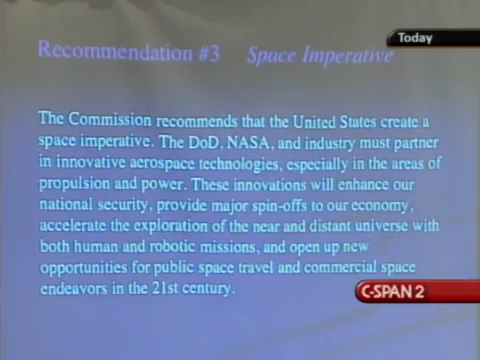 Today
Recommendation #3 Space Imperative
The Commission recommends that the United States create a
space imperative. The DoD, NASA, and industry must partner
in innovative aerospace technologies, especially in the areas of
propulsion and power. These innovations will enhance our
national security, provide major spin-offs to our economy,
accelerate the exploration of the near and distant universe with
both human and robotic missions, and open up new
opportunities for public space travel and commercial space
endeavors in the 21st century.
C-SPAN 2